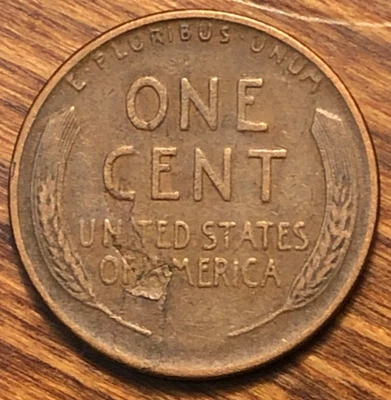 E·PLURIBUS·UNUM
ONE
CENT
UNITED STATES
OF AMERICA